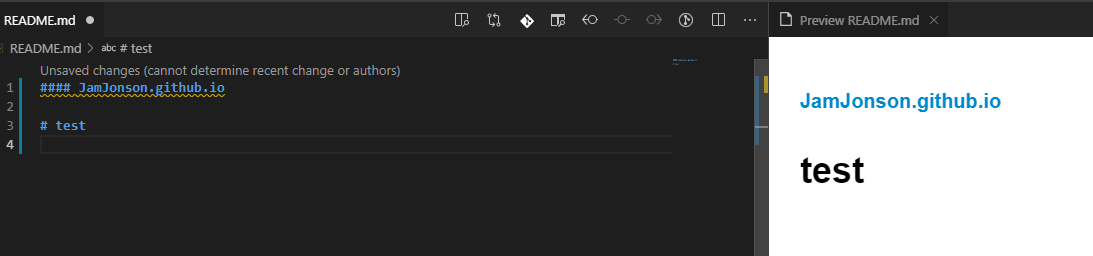 README.md
Preview README.md
README.md > abc # test
Unsaved changes (cannot determine recent change or authors)
1 #### JamJonson.github.io
2
3 # test
4
JamJonson.github.io
test